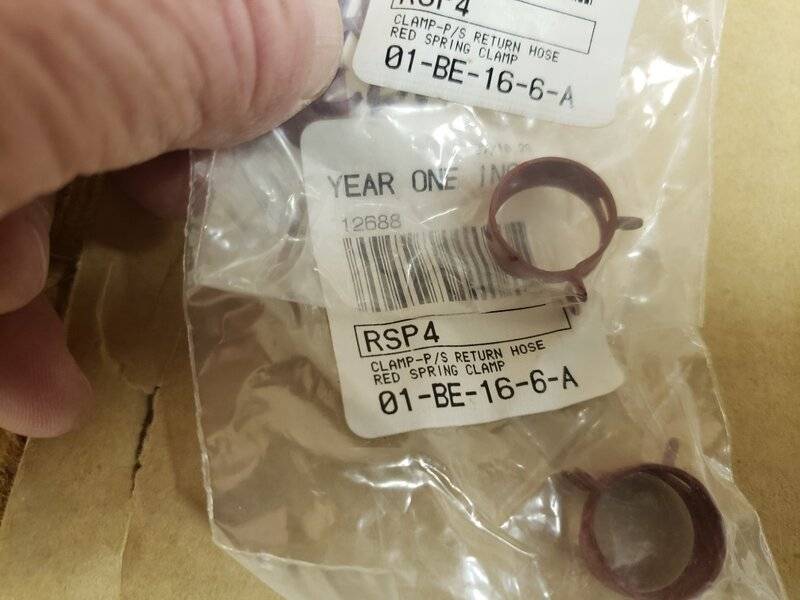 RSP4
CLAMP-P/S RETURN HOSE
RED SPRING CLAMP
01-BE-16-6-A
YEAR ONE INC
12688
RSP4
CLAMP-P/S RETURN HOSE
RED SPRING CLAMP
01-BE-16-6-A